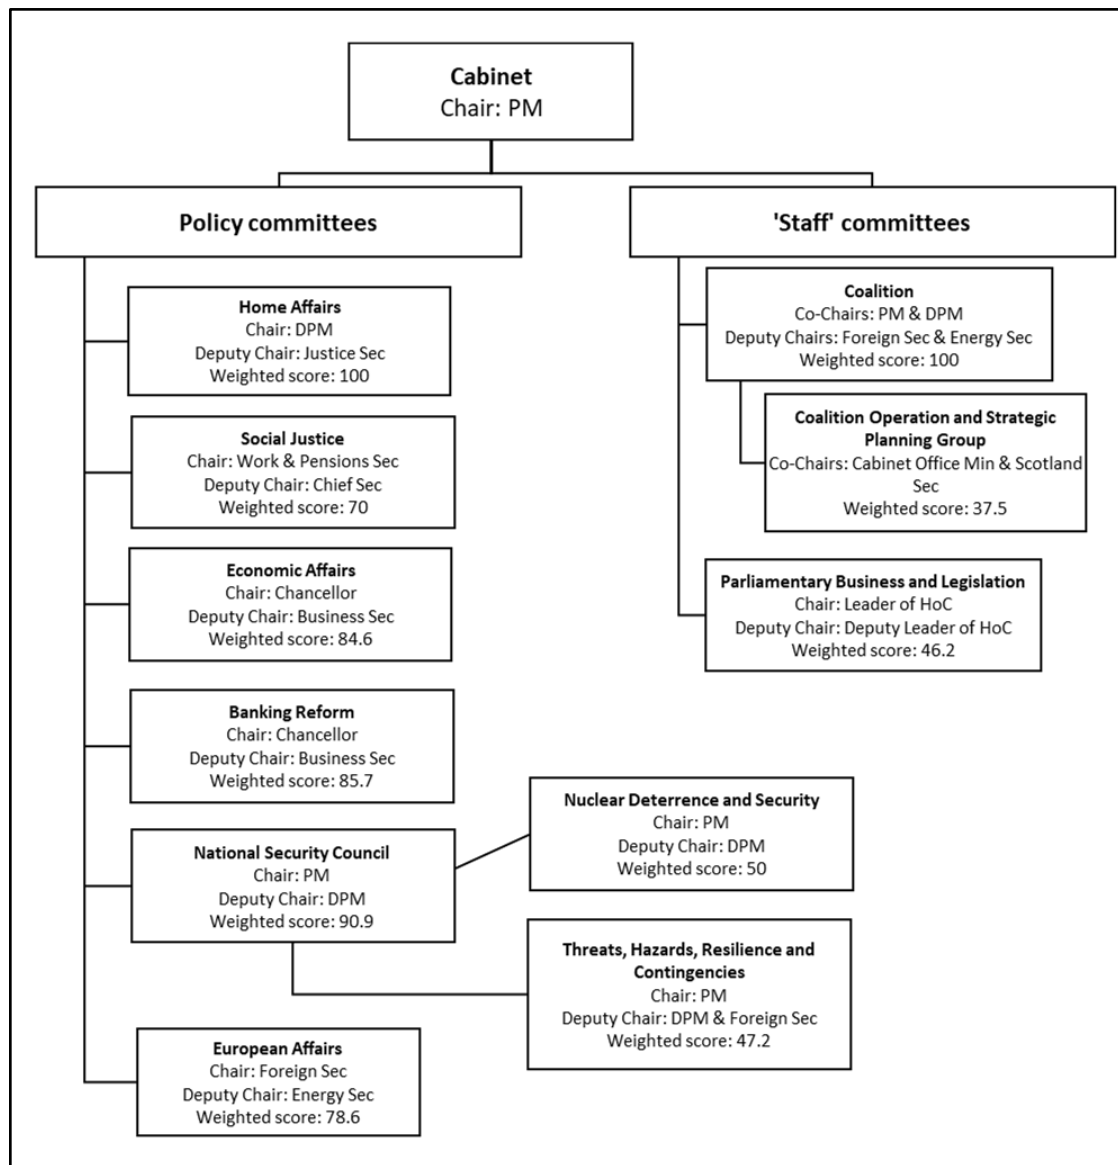 Cabinet
Chair: PM
Policy committees
'Staff' committees
Home Affairs
Chair: DPM
Deputy Chair: Justice Sec
Weighted score: 100
Social Justice
Chair: Work & Pensions Sec
Deputy Chair: Chief Sec
Weighted score: 70
Economic Affairs
Chair: Chancellor
Deputy Chair: Business Sec
Weighted score: 84.6
Banking Reform
Chair: Chancellor
Deputy Chair: Business Sec
Weighted score: 85.7
National Security Council
Chair: PM
Deputy Chair: DPM
Weighted score: 90.9
Nuclear Deterrence and Security
Chair: PM
Deputy Chair: DPM
Weighted score: 50
Threats, Hazards, Resilience and
Contingencies
Chair: PM
Deputy Chair: DPM & Foreign Sec
Weighted score: 47.2
European Affairs
Chair: Foreign Sec
Deputy Chair: Energy Sec
Weighted score: 78.6
Coalition
Co-Chairs: PM & DPM
Deputy Chairs: Foreign Sec & Energy Sec
Weighted score: 100
Coalition Operation and Strategic
Planning Group
Co-Chairs: Cabinet Office Min & Scotland
Sec
Weighted score: 37.5
Parliamentary Business and Legislation
Chair: Leader of HoC
Deputy Chair: Deputy Leader of HoC
Weighted score: 46.2